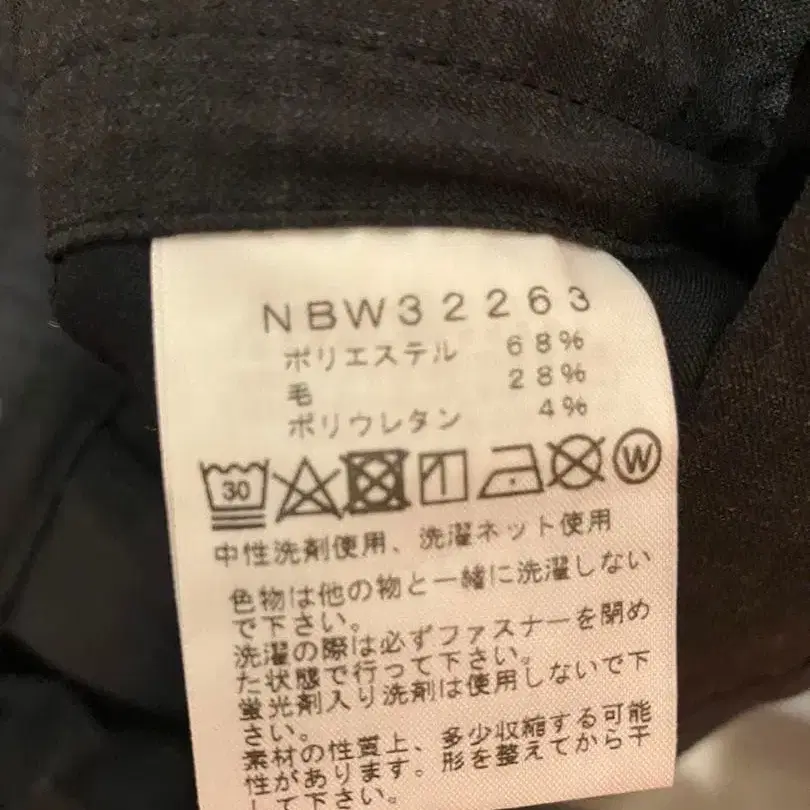 NBW32263
ポリエステル 68%
毛 28%
ポリウレタン 4%
30 W
中性洗剤使用、洗濯ネット使用
色物は他の物と一緒に洗濯しない
で下さい。
洗濯の際は必ずファスナーを閉め
た状態で行って下さい。
蛍光剤入り洗剤は使用しないで下
さい。
素材の性質上、多少収縮する可能
性があります。形を整えてから干
して下さい。